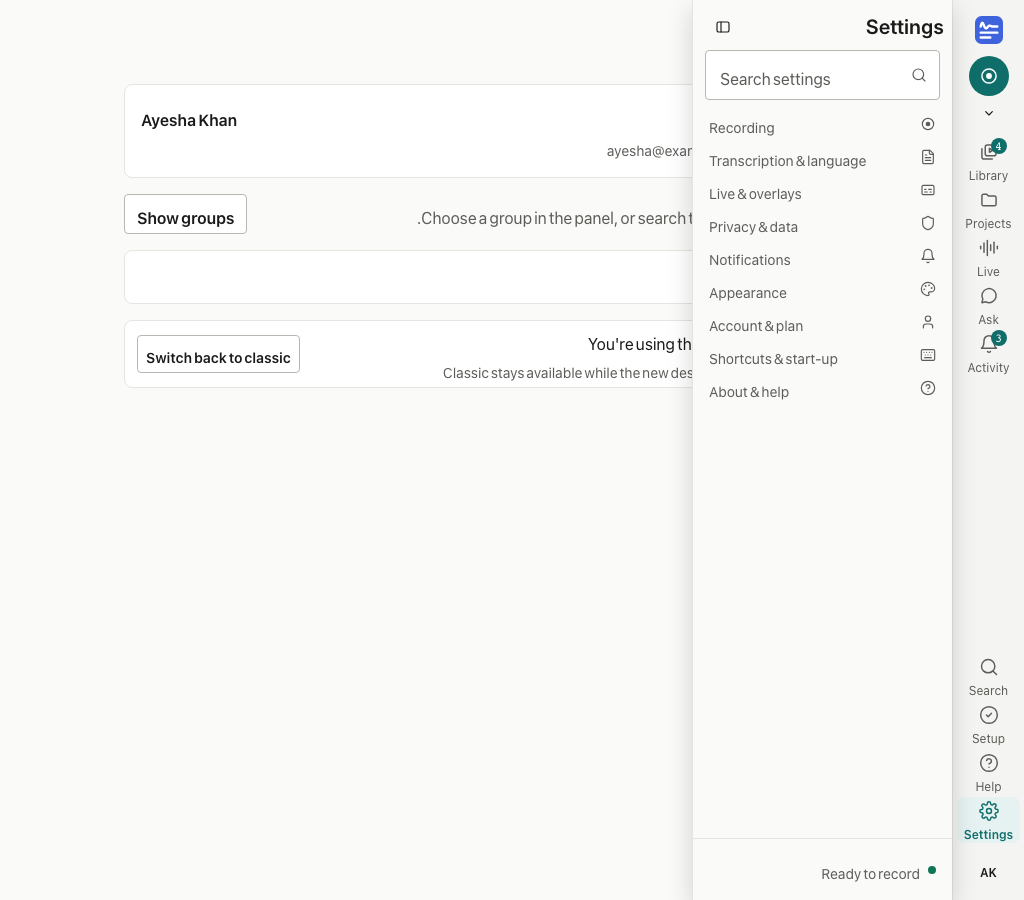 Settings
Search settings
Recording
Transcription & language
Live & overlays
Privacy & data
Notifications
Appearance
Account & plan
Shortcuts & start-up
About & help
Ready to record
4
Library
Projects
Live
Ask
3
Activity
Search
Setup
Help
Settings
AK
Ayesha Khan
ayesha@exam
Show groups
.Choose a group in the panel, or search t
You're using th
Classic stays available while the new des
Switch back to classic